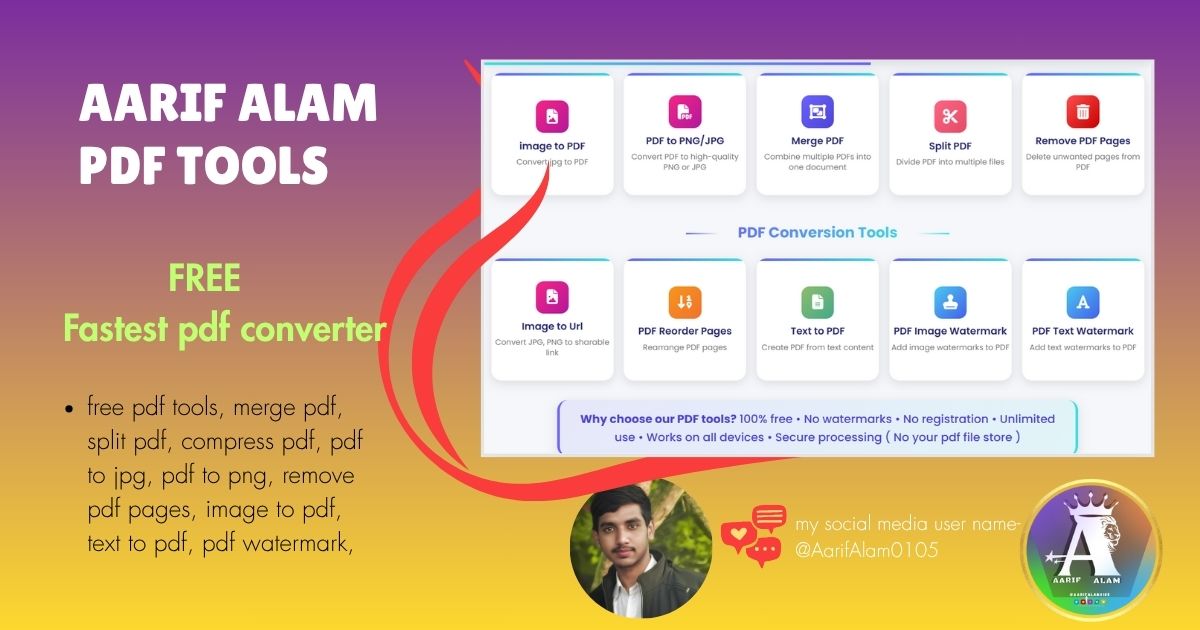 AARIF ALAM
PDF TOOLS
FREE
Fastest pdf converter
• free pdf tools, merge pdf,
split pdf, compress pdf, pdf
to jpg, pdf to png, remove
pdf pages, image to pdf,
text to pdf, pdf watermark,
image to PDF
Convert jpg to PDF
PDF to PNG/JPG
Convert PDF to high-quality
PNG or JPG
Merge PDF
Combine multiple PDFs into
one document
Split PDF
Divide PDF into multiple files
Remove PDF Pages
Delete unwanted pages from
PDF
PDF Conversion Tools
Image to Url
Convert JPG, PNG to sharable
link
PDF Reorder Pages
Rearrange PDF pages
Text to PDF
Create PDF from text content
PDF Image Watermark
Add image watermarks to PDF
A
PDF Text Watermark
Add text watermarks to PDF
Why choose our PDF tools? 100% free • No watermarks • No registration • Unlimited
use • Works on all devices • Secure processing ( No your pdf file store )
my social media user name-
@AarifAlam0105
A
AARIF ALAM